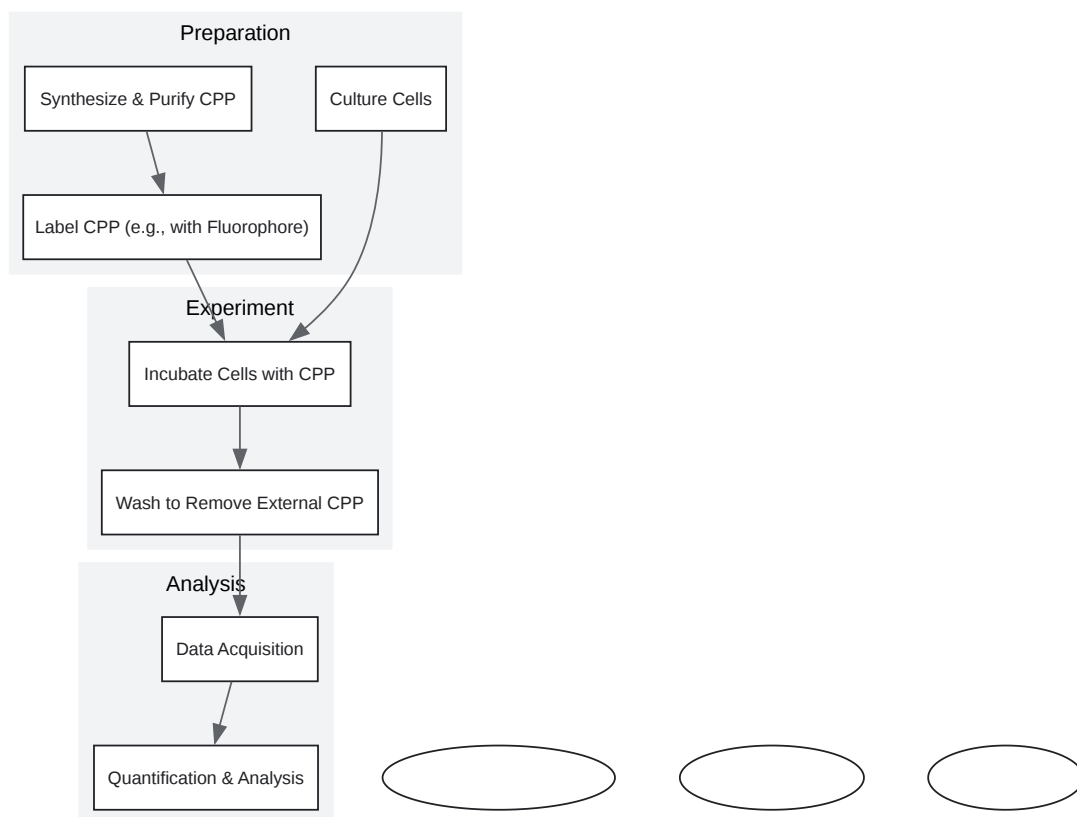 Preparation
Synthesize & Purify CPP
Culture Cells
Label CPP (e.g., with Fluorophore)
Experiment
Incubate Cells with CPP
Wash to Remove External CPP
Analysis
Data Acquisition
Quantification & Analysis